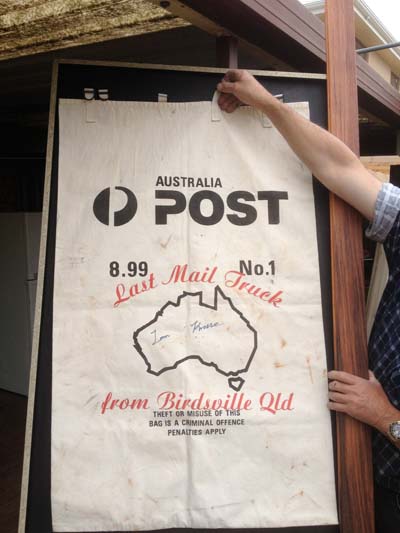 AUSTRALIA
POST
8.99 No.1
Last Mail Truck
from Birdsville Qld
THEFT OR MISUSE OF THIS
BAG IS A CRIMINAL OFFENCE
PENALTIES APPLY